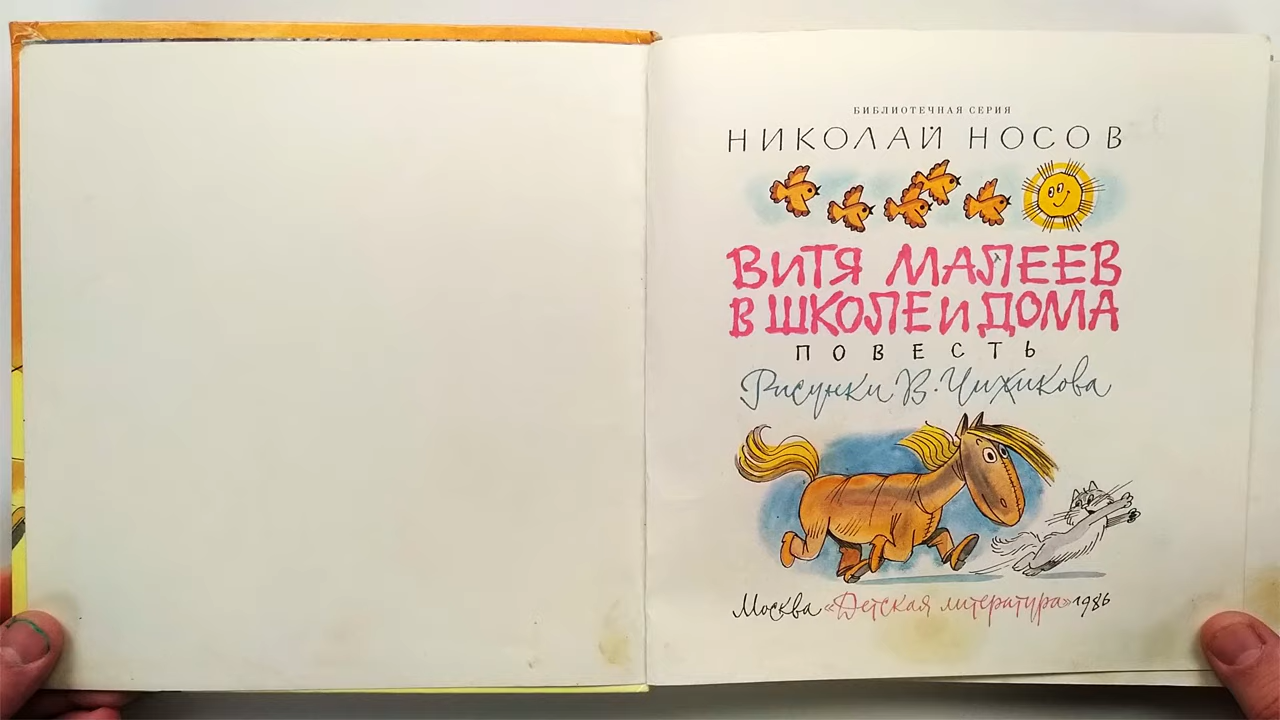 БИБЛИОТЕЧНАЯ СЕРИЯ
НИКОЛАЙ НОСОВ
ВИТЯ МАЛЕЕВ
В ШКОЛЕ И ДОМА
ПОВЕСТЬ
Рисунки В. Чижикова
Москва «Детская литература» 1986